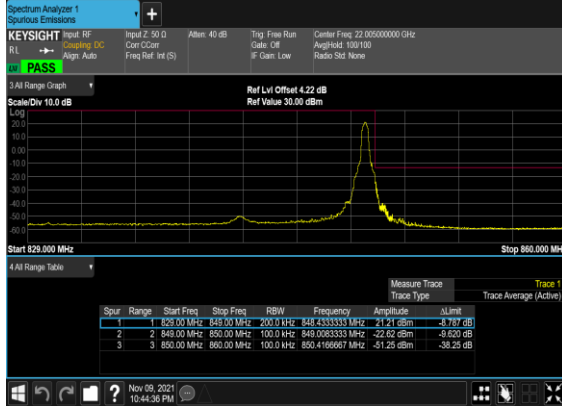 Spectrum Analyzer 1
Spurious Emissions
+
KEYSIGHT Input: RF Input Z: 50 Ω Atten: 40 dB Trig: Free Run Center Freq: 22.005000000 GHz
RL Coupling: DC Corr CCorr Gate: Off Avg|Hold: 100/100
Align: Auto Freq Ref: Int (S) IF Gain: Low Radio Std: None
PASS
3 All Range Graph
Ref Lvl Offset 4.22 dB
Scale/Div 10.0 dB Ref Value 30.00 dBm
Log
20.0
10.0
0.00
-10.0
-20.0
-30.0
-40.0
-50.0
-60.0
Start 829.000 MHz Stop 860.000 MH
4 All Range Table
Measure Trace Trace 1
Trace Type Trace Average (Active)
Spur Range Start Freq Stop Freq RBW Frequency Amplitude ΔLimit
1 1 829.00 MHz 849.00 MHz 200.0 kHz 848.4333333 MHz 21.21 dBm -8.787 dB
2 2 849.00 MHz 850.00 MHz 100.0 kHz 849.0083333 MHz -22.62 dBm -9.620 dB
3 3 850.00 MHz 860.00 MHz 100.0 kHz 850.4166667 MHz -51.25 dBm -38.25 dB
? Nov 09, 2021
10:44:36 PM